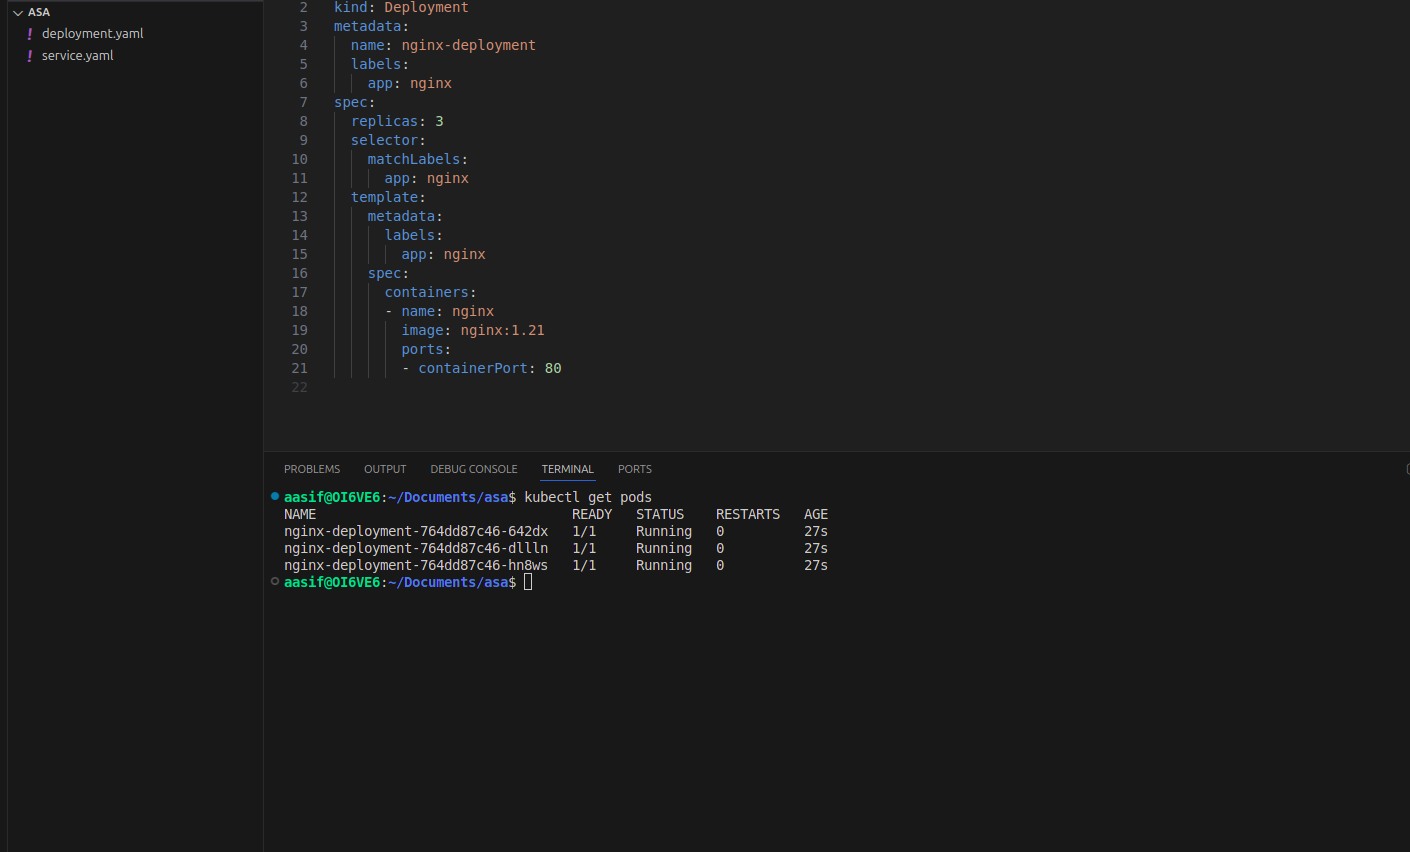 ASA
deployment.yaml
service.yaml
2 kind: Deployment
3 metadata:
4   name: nginx-deployment
5   labels:
6     app: nginx
7 spec:
8   replicas: 3
9   selector:
10     matchLabels:
11       app: nginx
12   template:
13     metadata:
14       labels:
15         app: nginx
16     spec:
17       containers:
18       - name: nginx
19         image: nginx:1.21
20         ports:
21         - containerPort: 80
22
PROBLEMS OUTPUT DEBUG CONSOLE TERMINAL PORTS
aasif@OI6VE6:~/Documents/asa$ kubectl get pods
NAME                                READY   STATUS    RESTARTS   AGE
nginx-deployment-764dd87c46-642dx   1/1     Running   0          27s
nginx-deployment-764dd87c46-dllln   1/1     Running   0          27s
nginx-deployment-764dd87c46-hn8ws   1/1     Running   0          27s
aasif@OI6VE6:~/Documents/asa$